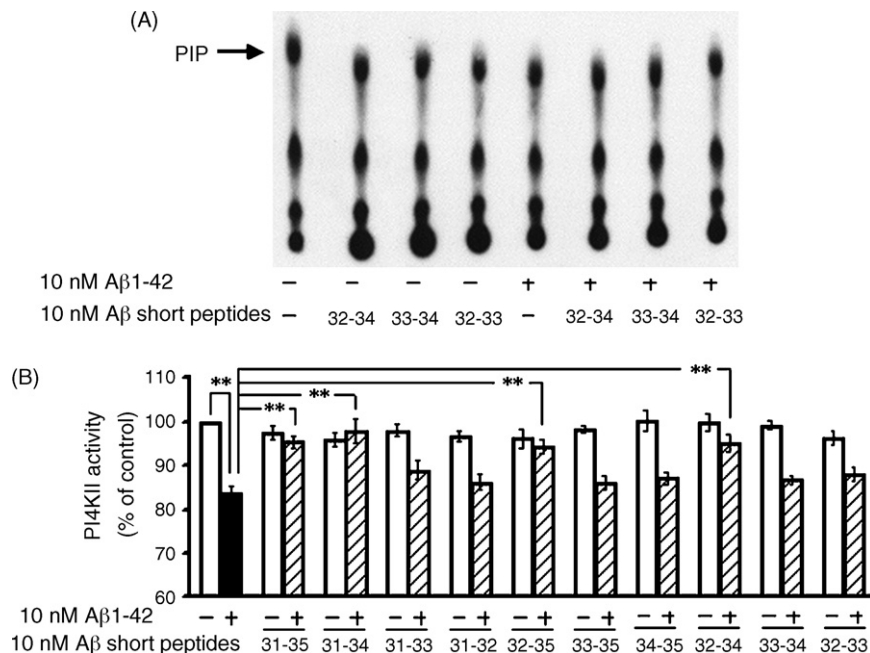 (A)
PIP
10 nM Aβ1-42 – – – – + + + +
10 nM Aβ short peptides – 32-34 33-34 32-33 – 32-34 33-34 32-33
(B)
PI4KII activity
(% of control)
110
100
90
80
70
60
** ** ** ** **
10 nM Aβ1-42 – + – + – + – + – + – + – + – + – + – + – +
10 nM Aβ short peptides 31-35 31-34 31-33 31-32 32-35 33-35 34-35 32-34 33-34 32-33